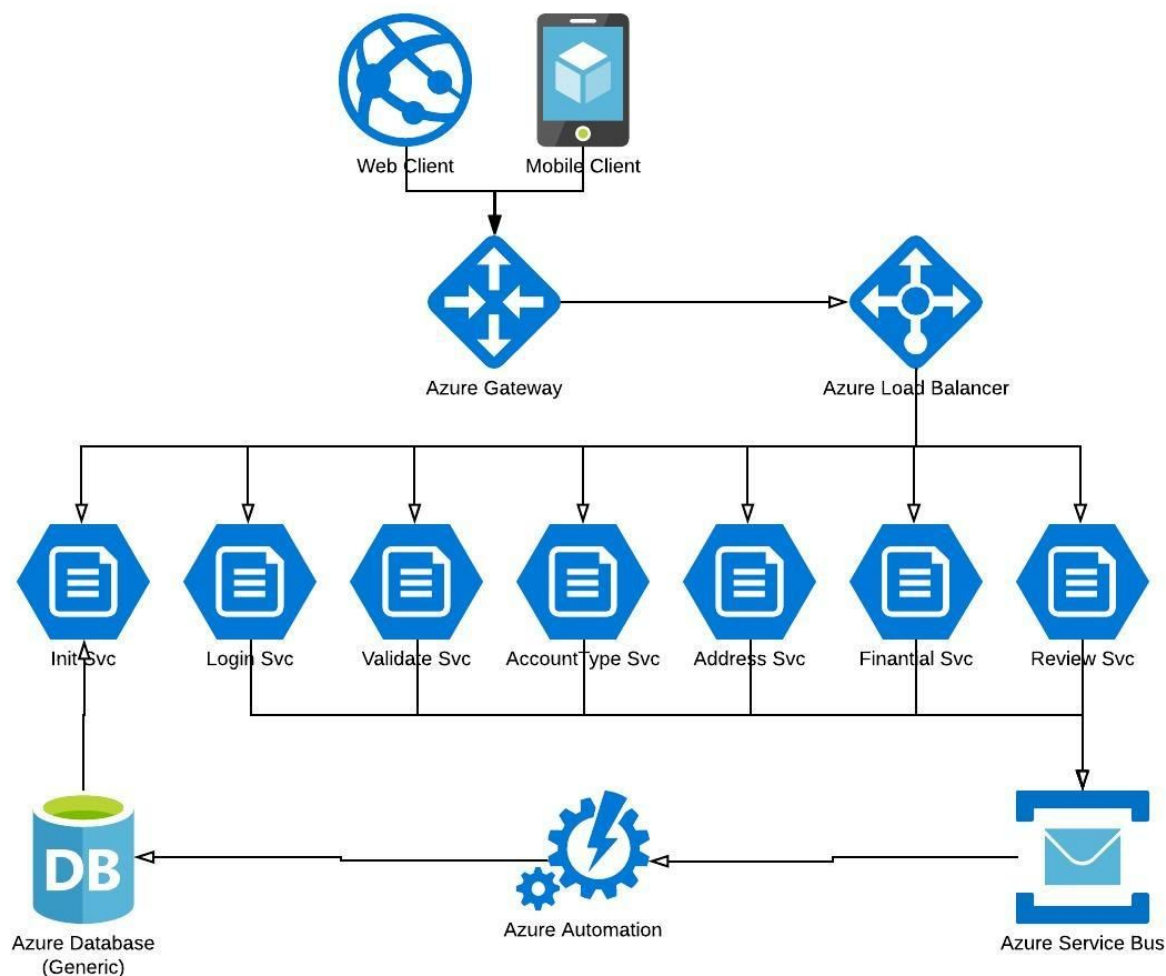 Web Client
Mobile Client
Azure Gateway
Azure Load Balancer
Init Svc
Login Svc
Validate Svc
AccountType Svc
Address Svc
Finantial Svc
Review Svc
DB
Azure Database
(Generic)
Azure Automation
Azure Service Bus